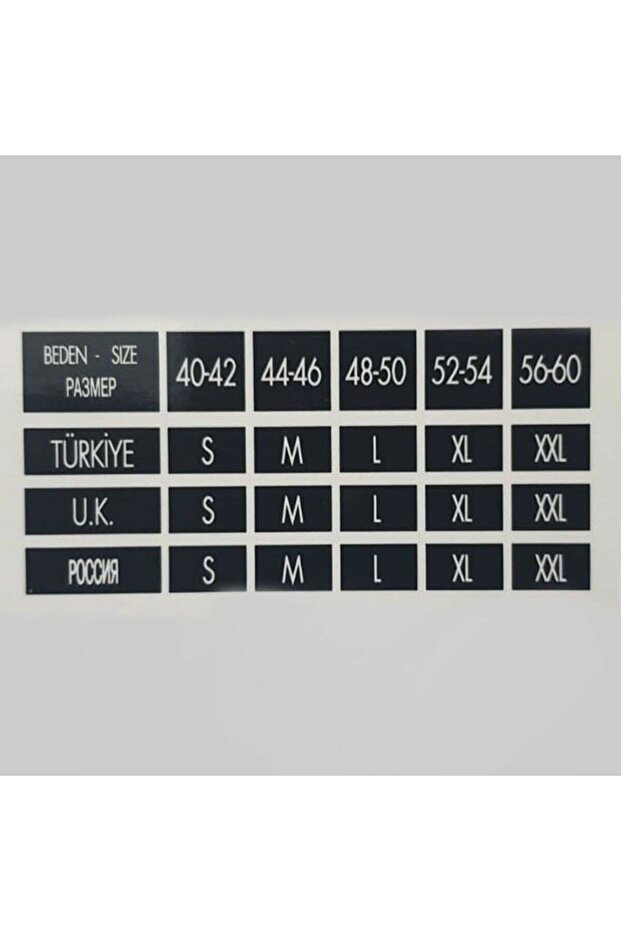 BEDEN - SIZE
РАЗМЕР
40-42 44-46 48-50 52-54 56-60
TÜRKİYE S M L XL XXL
U.K. S M L XL XXL
РОССИЯ S M L XL XXL